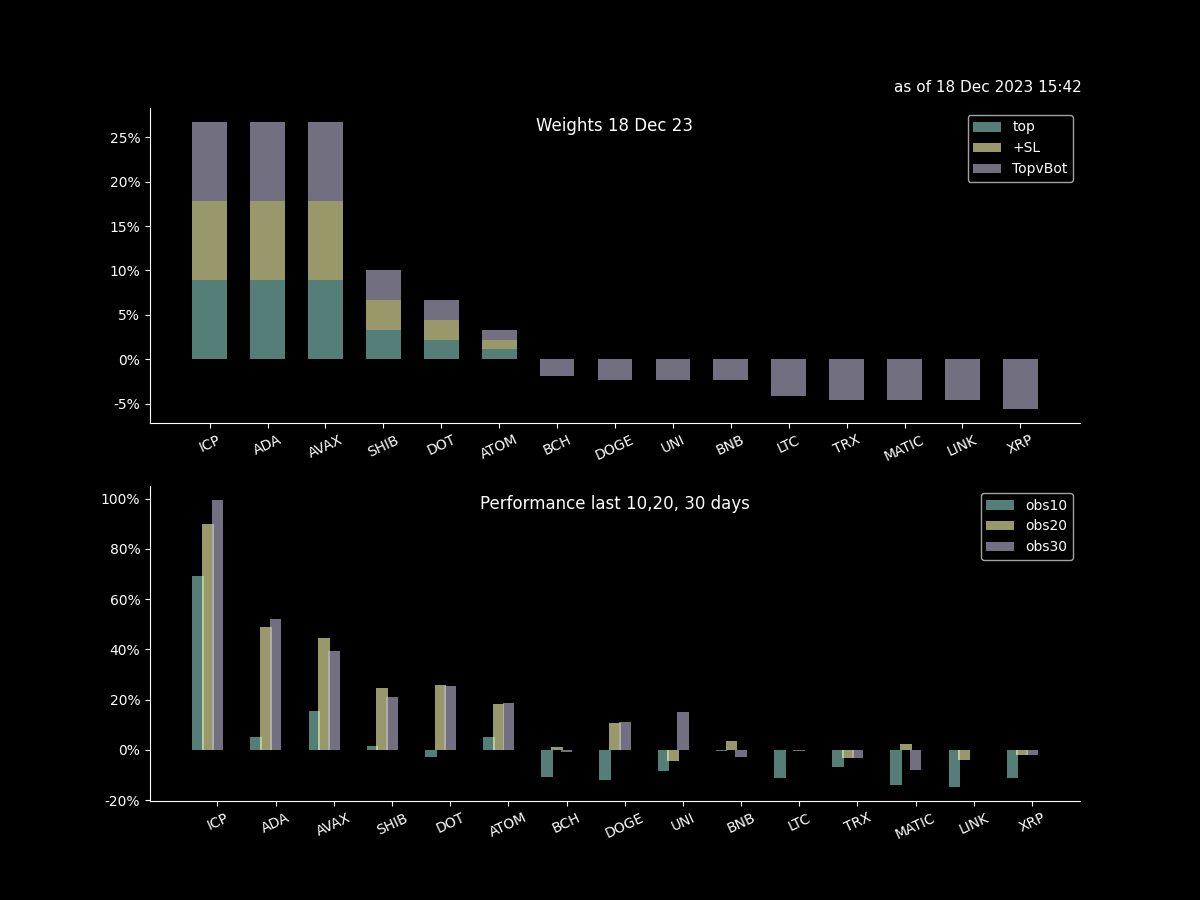 as of 18 Dec 2023 15:42
Weights 18 Dec 23
top
+SL
TopvBot
25%
20%
15%
10%
5%
0%
-5%
ICP ADA AVAX SHIB DOT ATOM BCH DOGE UNI BNB LTC TRX MATIC LINK XRP
Performance last 10,20, 30 days
obs10
obs20
obs30
100%
80%
60%
40%
20%
0%
-20%
ICP ADA AVAX SHIB DOT ATOM BCH DOGE UNI BNB LTC TRX MATIC LINK XRP